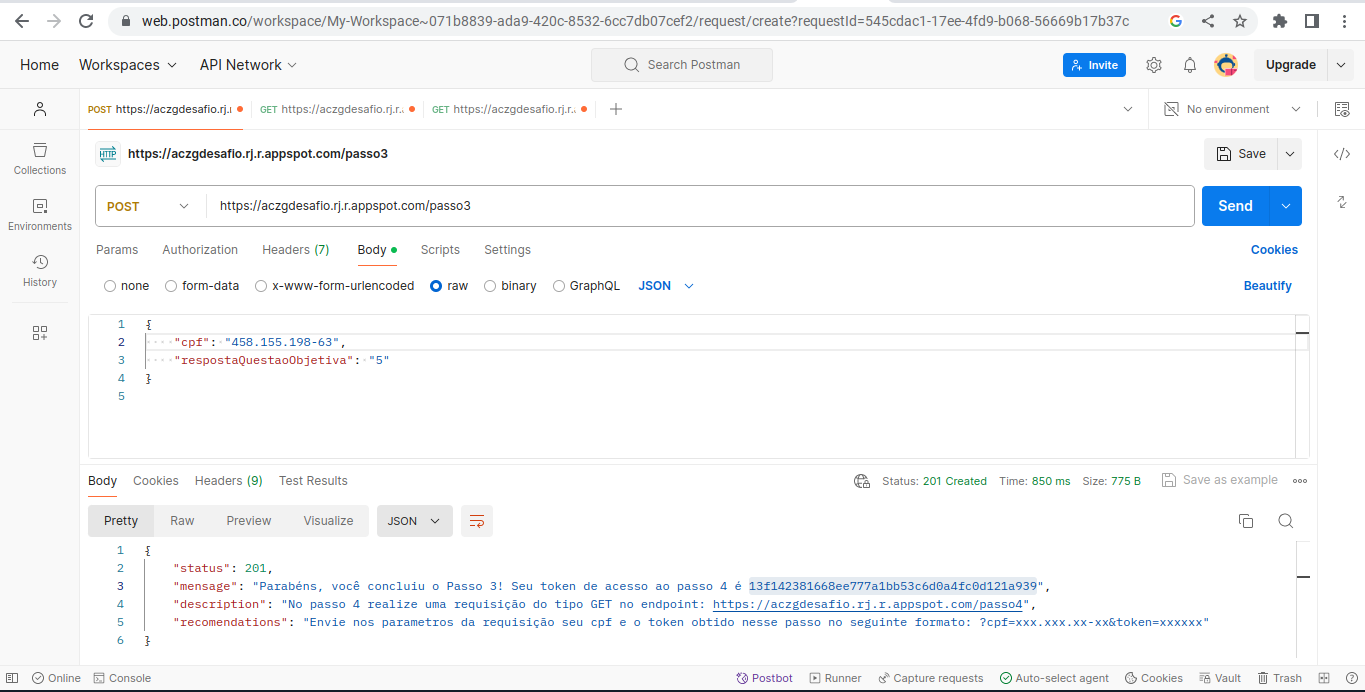 web.postman.co/workspace/My-Workspace~071b8839-ada9-420c-8532-6cc7db07cef2/request/create?requestId=545cdac1-17ee-4fd9-b068-56669b17b37c
Home Workspaces API Network Search Postman Invite Upgrade
POST https://aczgdesafio.rj.r GET https://aczgdesafio.rj.r. GET https://aczgdesafio.rj.r. No environment
HTTP https://aczgdesafio.rj.r.appspot.com/passo3 Save
Collections
Environments
History
POST https://aczgdesafio.rj.r.appspot.com/passo3 Send
Params Authorization Headers (7) Body Scripts Settings Cookies
none form-data x-www-form-urlencoded raw binary GraphQL JSON Beautify
1 {
2 "cpf": "458.155.198-63",
3 "respostaQuestaoObjetiva": "5"
4 }
5
Body Cookies Headers (9) Test Results Status: 201 Created Time: 850 ms Size: 775 B Save as example
Pretty Raw Preview Visualize JSON
1 {
2 "status": 201,
3 "mensage": "Parabéns, você concluiu o Passo 3! Seu token de acesso ao passo 4 é 13f142381668ee777a1bb53c6d0a4fc0d121a939",
4 "description": "No passo 4 realize uma requisição do tipo GET no endpoint: https://aczgdesafio.rj.r.appspot.com/passo4",
5 "recomendations": "Envie nos parametros da requisição seu cpf e o token obtido nesse passo no seguinte formato: ?cpf=xxx.xxx.xx-xx&token=xxxxxx"
6 }
Online Console Postbot Runner Capture requests Auto-select agent Cookies Vault Trash